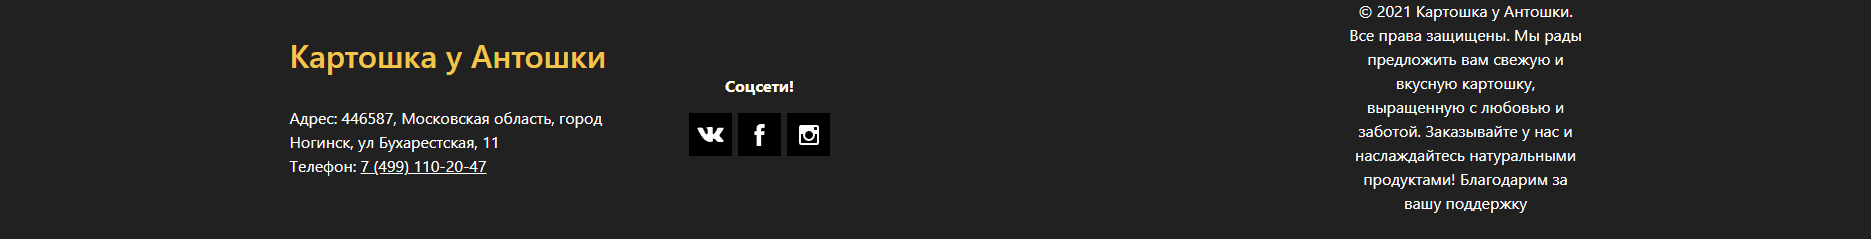 Картошка у Антошки
Адрес: 446587, Московская область, город
Ногинск, ул Бухарестская, 11
Телефон: 7 (499) 110-20-47
Соцсети!
© 2021 Картошка у Антошки.
Все права защищены. Мы рады
предложить вам свежую и
вкусную картошку,
выращенную с любовью и
заботой. Заказывайте у нас и
наслаждайтесь натуральными
продуктами! Благодарим за
вашу поддержку